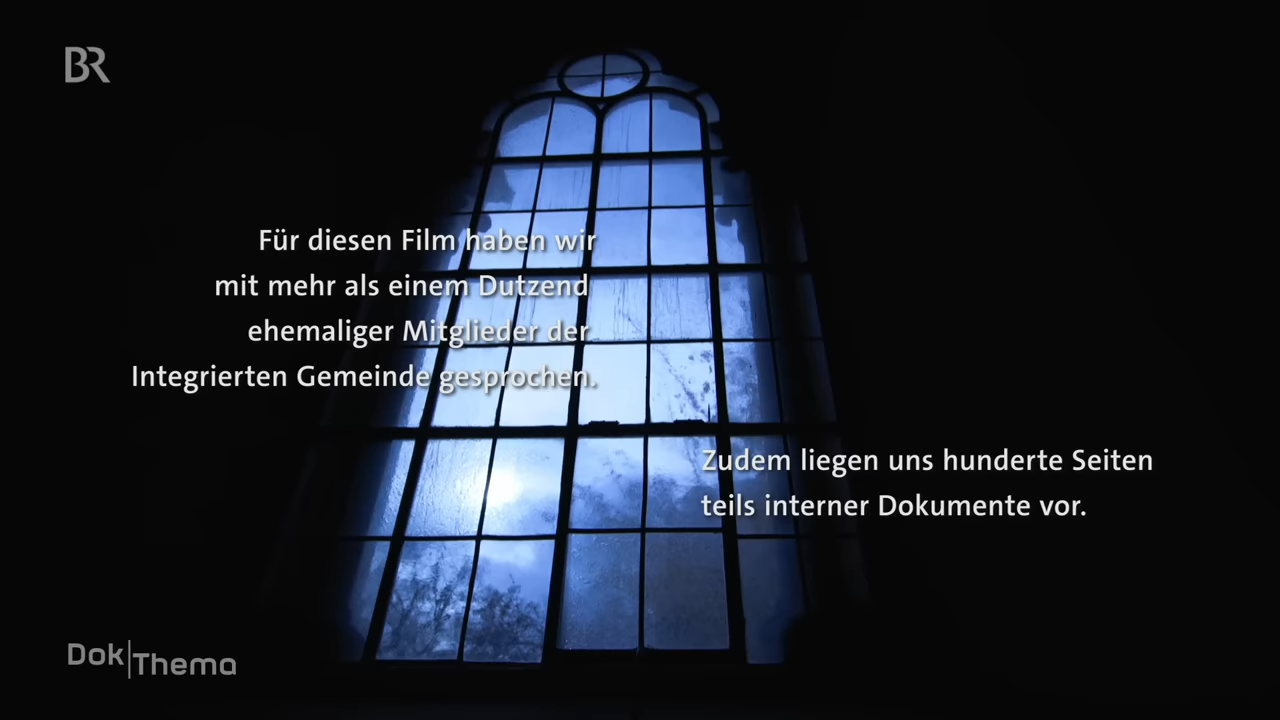 BR
Für diesen Film haben wir
mit mehr als einem Dutzend
ehemaliger Mitglieder der
Integrierten Gemeinde gesprochen.
Zudem liegen uns hunderte Seiten
teils interner Dokumente vor.
Dok|Thema